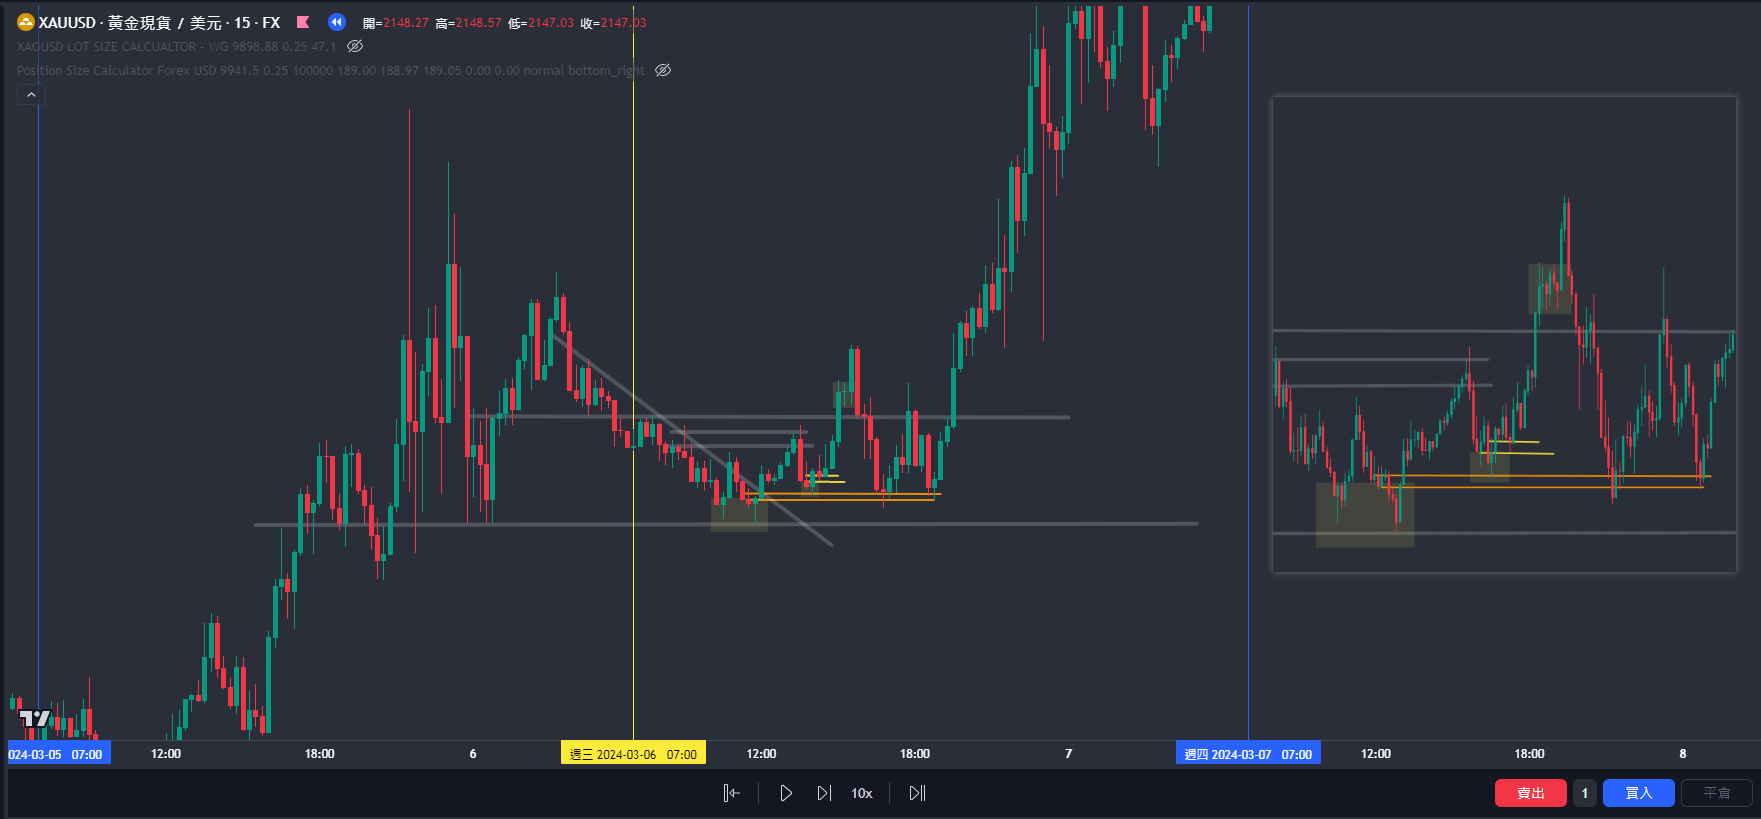 XAUUSD · 黃金現貨 / 美元 · 15 · FX 開=2148.27 高=2148.57 低=2147.03 收=2147.03
XAGUSD LOT SIZE CALCUALTOR - WG 9898.88 0.25 47.1
Position Size Calculator Forex USD 9941.5 0.25 100000 189.00 188.97 189.05 0.00 0.00 normal bottom_right
024-03-05 07:00 12:00 18:00 6 週三 2024-03-06 07:00 12:00 18:00 7 週四 2024-03-07 07:00 12:00 18:00 8
10x 賣出 1 買入 平倉